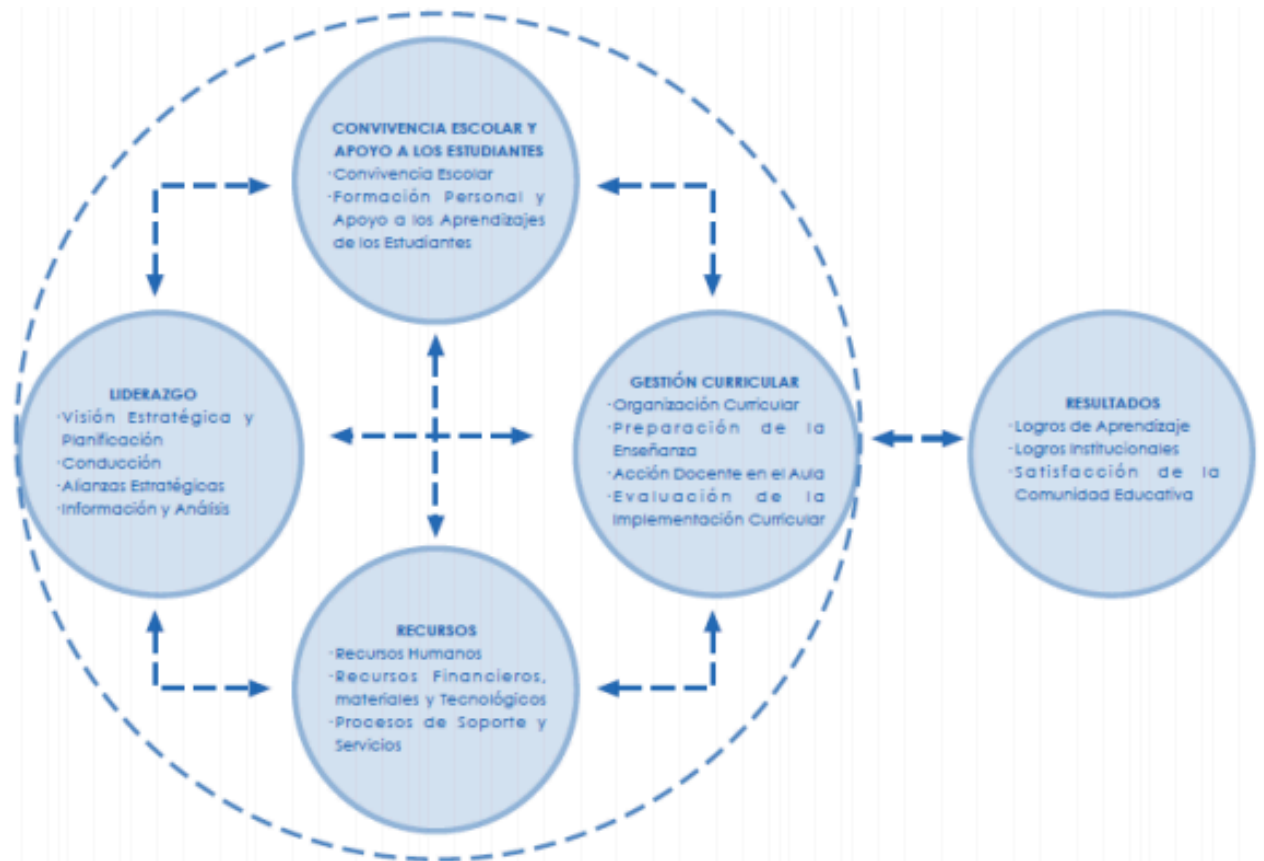 CONVIVENCIA ESCOLAR Y
APOYO A LOS ESTUDIANTES
·Convivencia Escolar
·Formación Personal y
Apoyo a los Aprendizajes
de los Estudiantes
LIDERAZGO
·Visión Estratégica y
Planificación
·Conducción
·Alianzas Estratégicas
·Información y Análisis
GESTIÓN CURRICULAR
·Organización Curricular
·Preparación de la
Enseñanza
·Acción Docente en el Aula
·Evaluación de la
Implementación Curricular
RESULTADOS
·Logros de Aprendizaje
·Logros Institucionales
·Satisfacción de la
Comunidad Educativa
RECURSOS
·Recursos Humanos
·Recursos Financieros,
materiales y Tecnológicos
·Procesos de Soporte y
Servicios